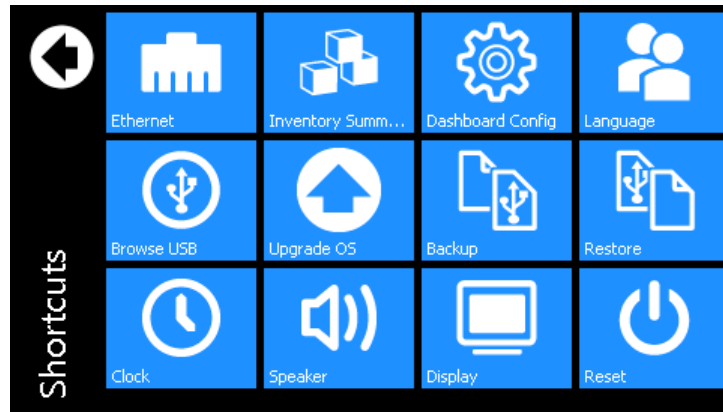 Shortcuts
Ethernet
Inventory Summ...
Dashboard Config
Language
Browse USB
Upgrade OS
Backup
Restore
Clock
Speaker
Display
Reset